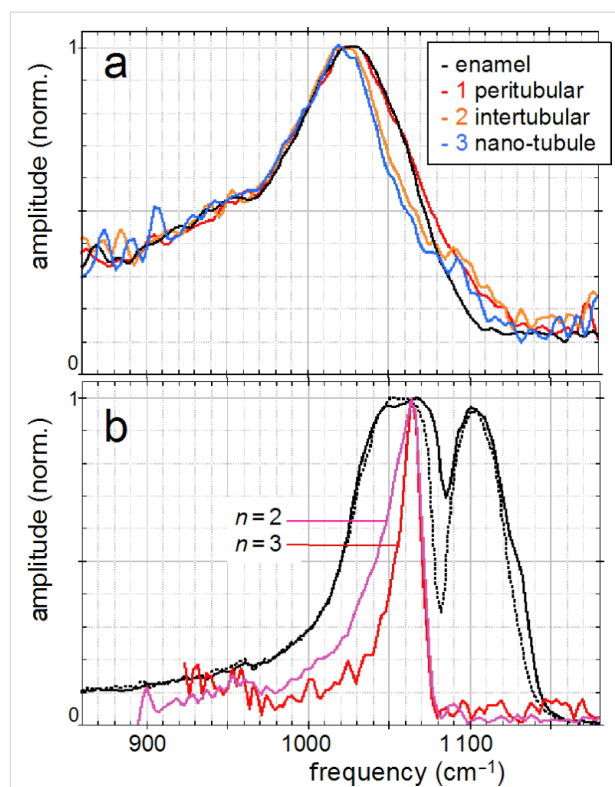 a
- enamel
- 1 peritubular
- 2 intertubular
- 3 nano-tubule
amplitude (norm.)
1
0
b
n = 2
n = 3
amplitude (norm.)
1
0
900 1000 1100
frequency (cm⁻¹)